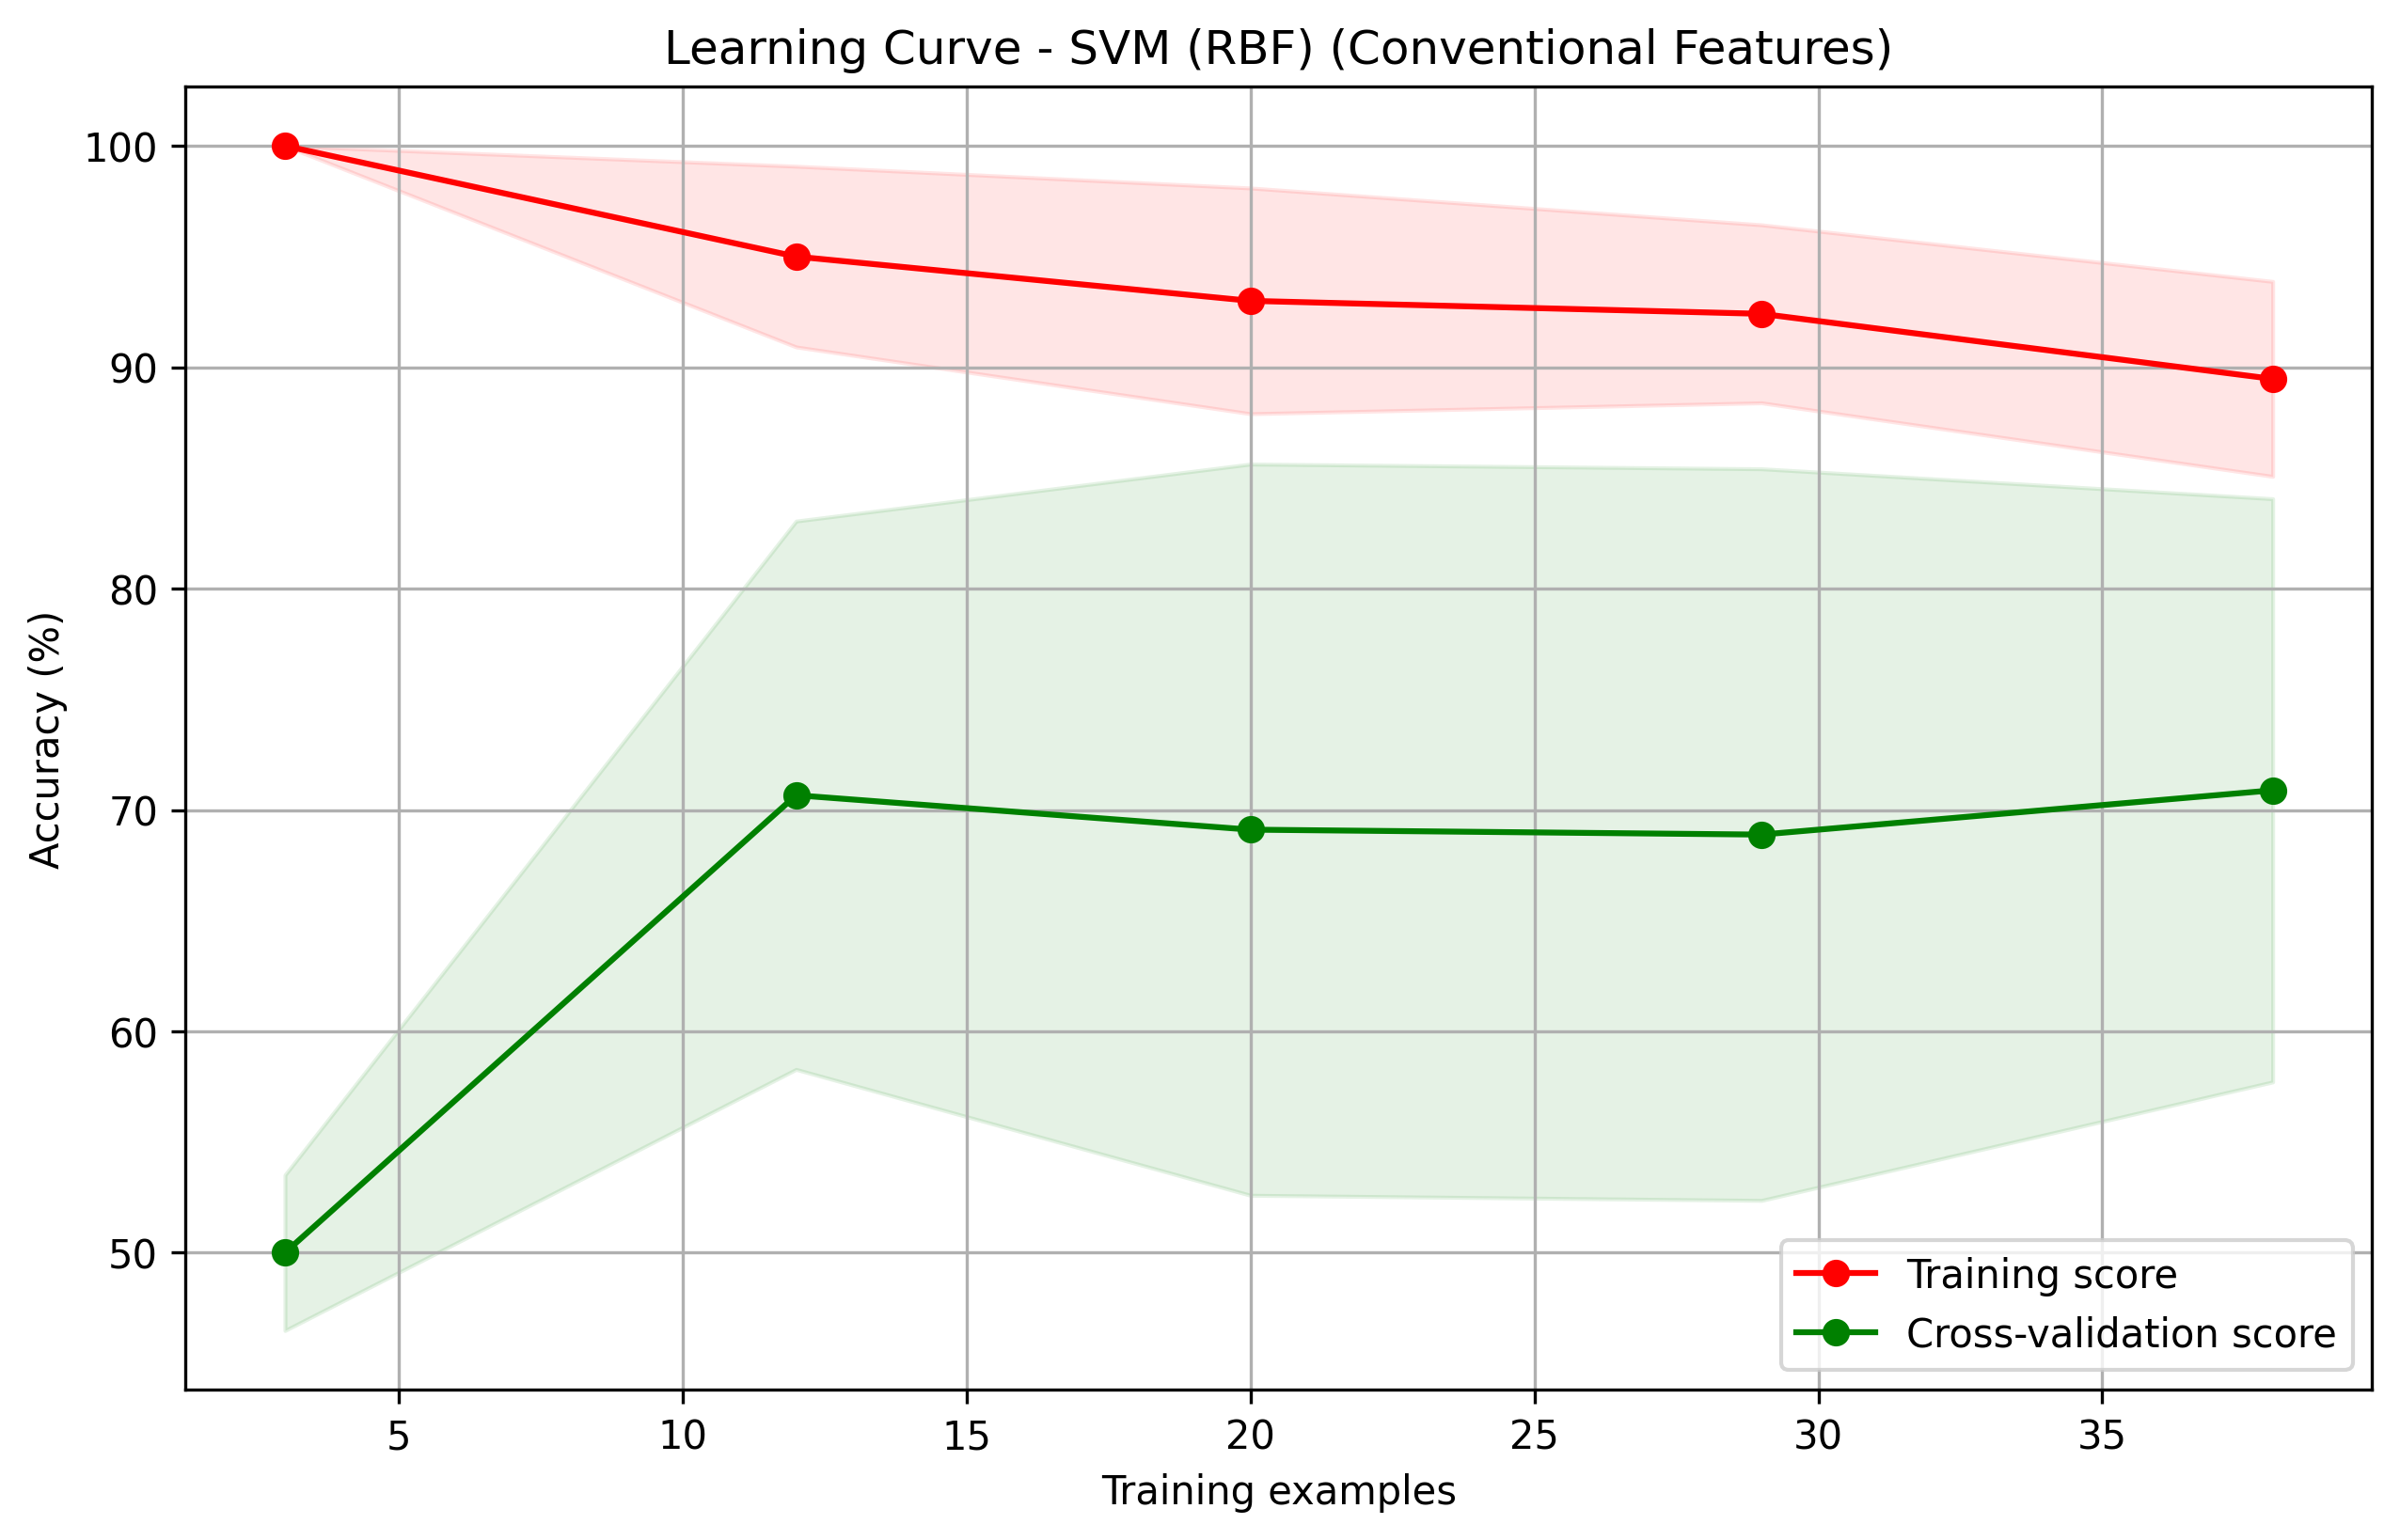 Learning Curve - SVM (RBF) (Conventional Features)
100
90
80
70
60
50
Accuracy (%)
5 10 15 20 25 30 35
Training examples
Training score
Cross-validation score